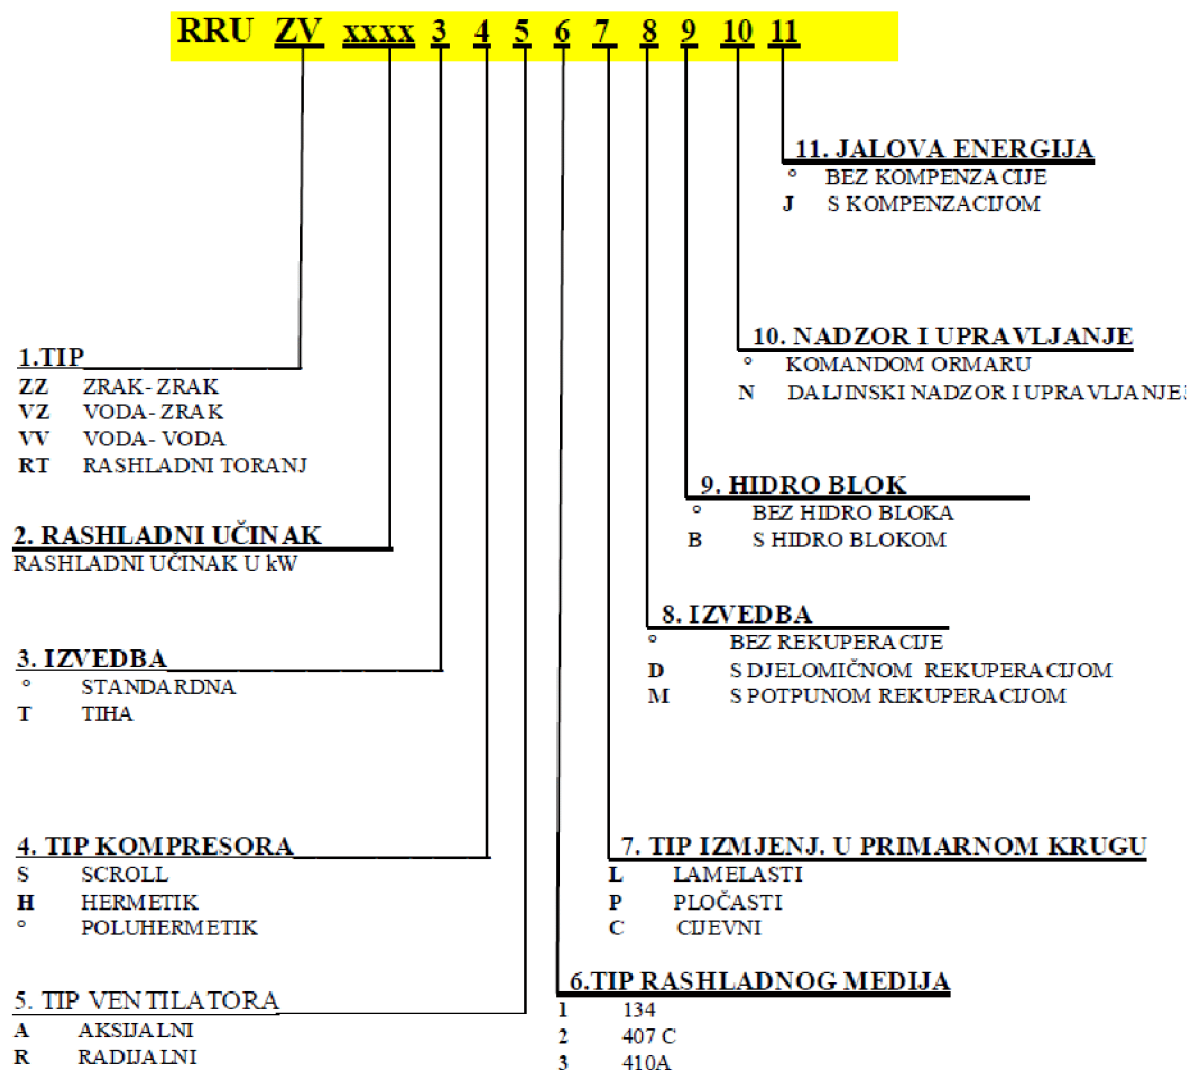 RRU ZV xxxx 3 4 5 6 7 8 9 10 11
11. JALOVA ENERGIJA
° BEZ KOMPENZACIJE
J S KOMPENZACIJOM
10. NADZOR I UPRAVLJANJE
° KOMANDOM ORMARU
N DALJINSKI NADZOR I UPRAVLJANJE
1.TIP
ZZ ZRAK- ZRAK
VZ VODA- ZRAK
VV VODA- VODA
RT RASHLADNI TORANJ
9. HIDRO BLOK
° BEZ HIDRO BLOKA
B S HIDRO BLOKOM
2. RASHLADNI UČINAK
RASHLADNI UČINAK U kW
8. IZVEDBA
° BEZ REKUPERACIJE
D S DJELOMIČNOM REKUPERACIJOM
M S POTPUNOM REKUPERACIJOM
3. IZVEDBA
° STANDARDNA
T TIHA
4. TIP KOMPRESORA
S SCROLL
H HERMETIK
° POLUHERMETIK
7. TIP IZMJENJ. U PRIMARNOM KRUGU
L LAMELASTI
P PLOČASTI
C CIJEVNI
5. TIP VENTILATORA
A AKSIJALNI
R RADIJALNI
6.TIP RASHLADNOG MEDIJA
1 134
2 407 C
3 410A